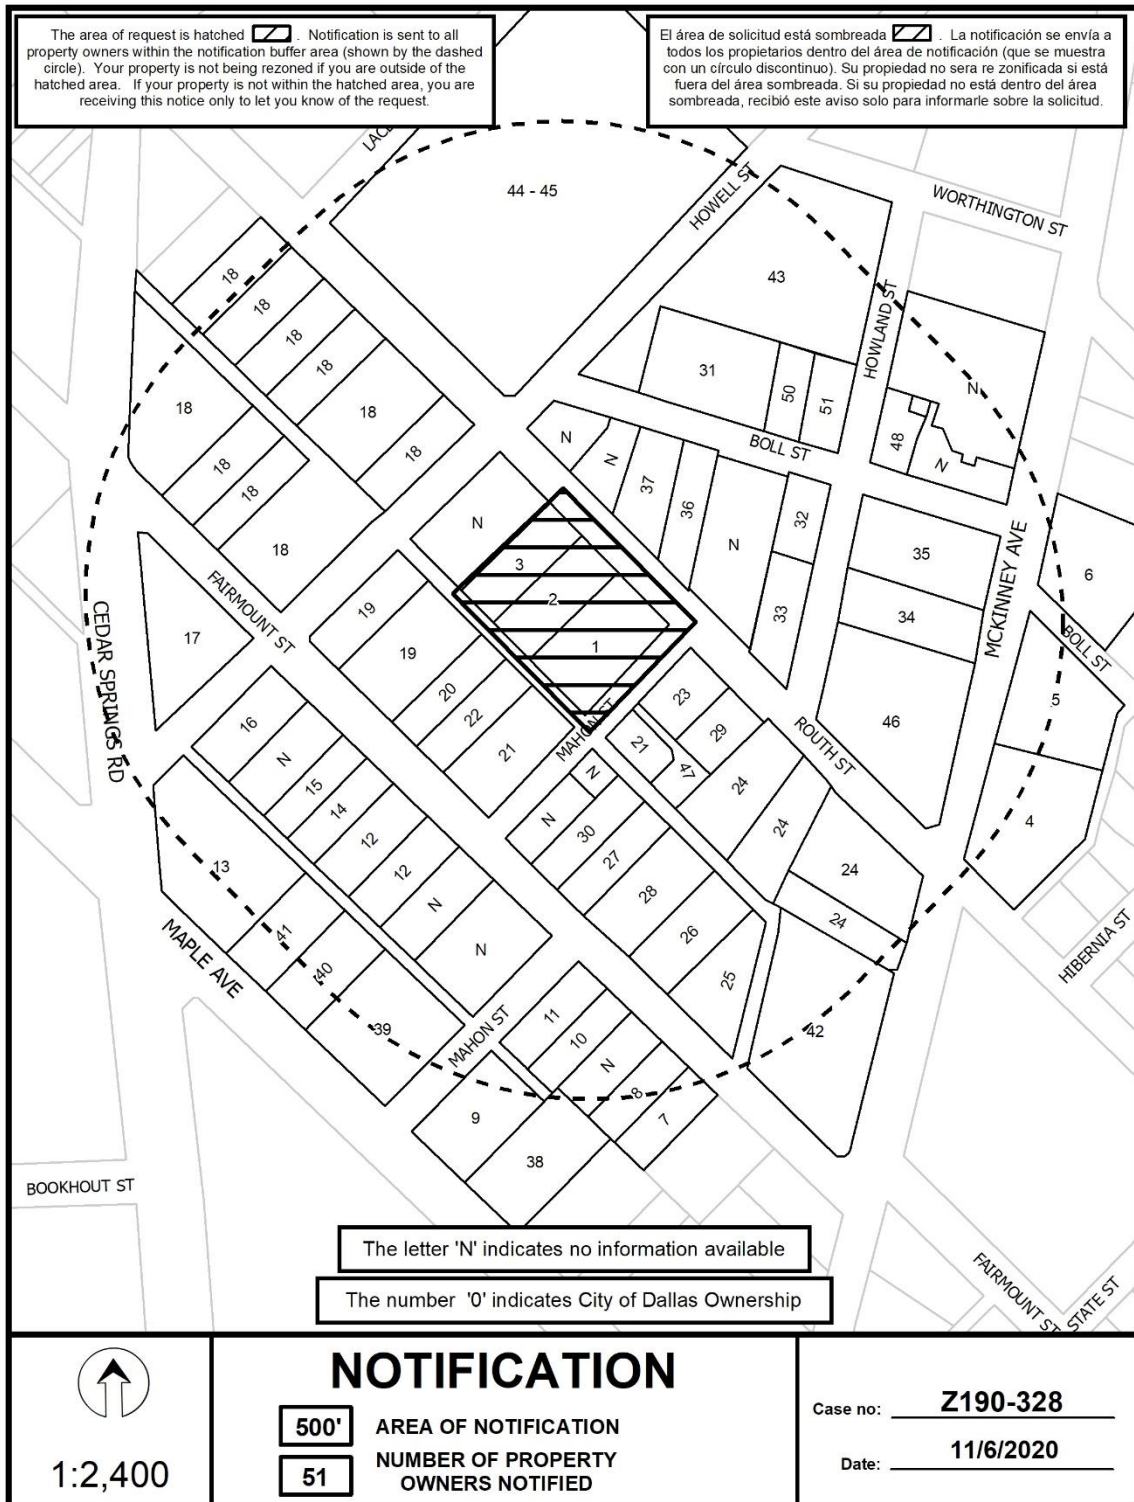 The area of request is hatched . Notification is sent to all
property owners within the notification buffer area (shown by the dashed
circle). Your property is not being rezoned if you are outside of the
hatched area. If your property is not within the hatched area, you are
receiving this notice only to let you know of the request.
El área de solicitud está sombreada . La notificación se envía a
todos los propietarios dentro del área de notificación (que se muestra
con un círculo discontinuo). Su propiedad no sera re zonificada si está
fuera del área sombreada. Si su propiedad no está dentro del área
sombreada, recibió este aviso solo para informarle sobre la solicitud.
44 - 45
HOWELL ST
WORTHINGTON ST
18
43
18
HOWLAND ST
18
18
31
50
51
N
18
18
18
N
BOLL ST
48
N
N
37
18
18
36
N
32
N
18
3
35
6
FAIRMOUNT ST
2
MCKINNEY AVE
BOLL ST
CEDAR SPRINGS RD
17
19
19
1
33
34
20
22
21
MAHON ST
23
29
ROUTH ST
46
5
16
N
15
14
12
12
N
N
21
47
N
N
30
27
28
26
25
24
24
24
24
4
13
41
40
39
MAPLE AVE
HIBERNIA ST
42
MAHON ST
11
10
N
8
7
9
38
BOOKHOUT ST
FAIRMOUNT ST
STATE ST
The letter 'N' indicates no information available
The number '0' indicates City of Dallas Ownership
1:2,400
NOTIFICATION
500' AREA OF NOTIFICATION
51 NUMBER OF PROPERTY
OWNERS NOTIFIED
Case no: Z190-328
Date: 11/6/2020